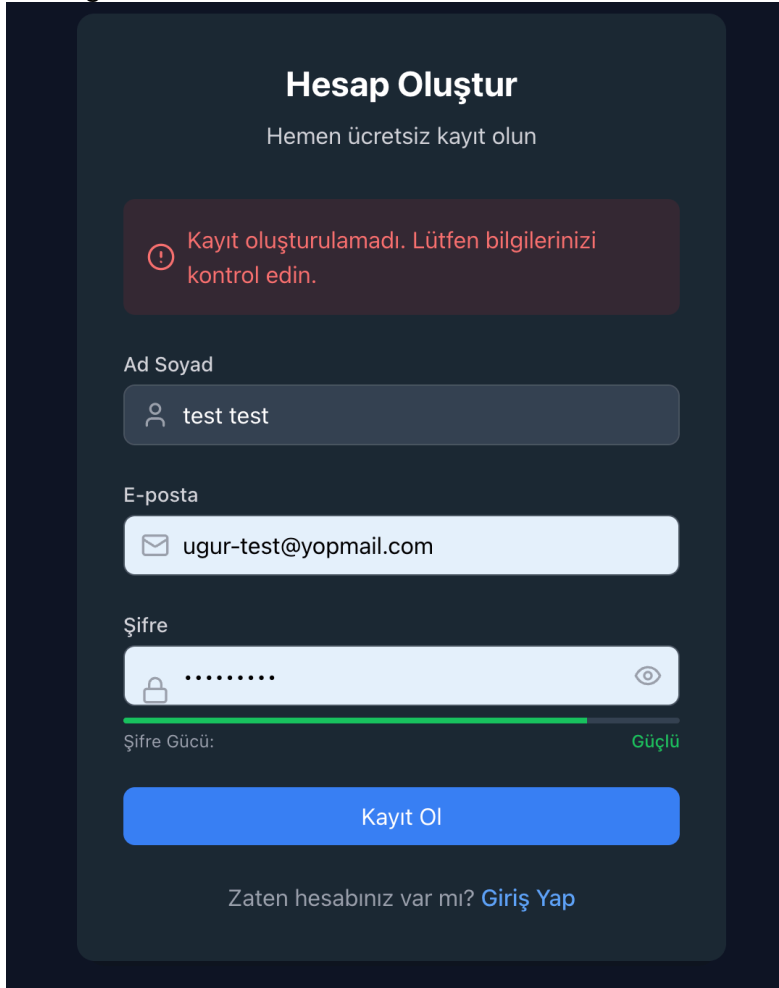 Hesap Oluştur
Hemen ücretsiz kayıt olun
Kayıt oluşturulamadı. Lütfen bilgilerinizi
kontrol edin.
Ad Soyad
test test
E-posta
ugur-test@yopmail.com
Şifre
•••••••••
Şifre Gücü: Güçlü
Kayıt Ol
Zaten hesabınız var mı? Giriş Yap